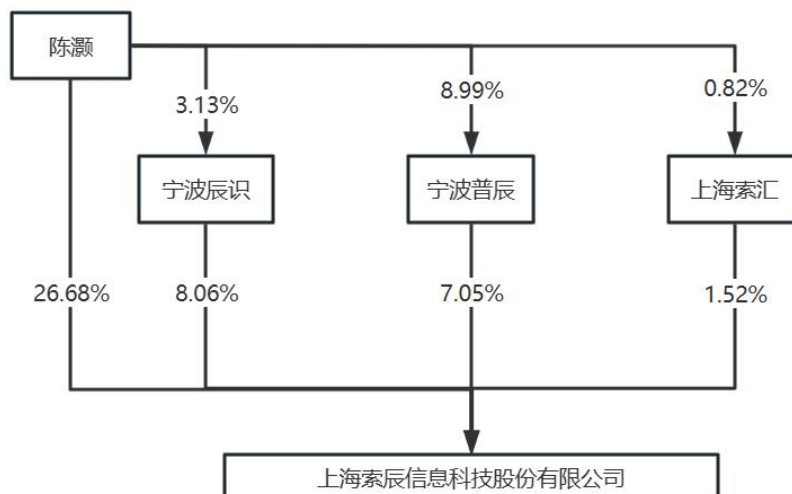 陈灏
3.13%
8.99%
0.82%
宁波辰识
宁波普辰
上海索汇
26.68%
8.06%
7.05%
1.52%
上海索辰信息科技股份有限公司